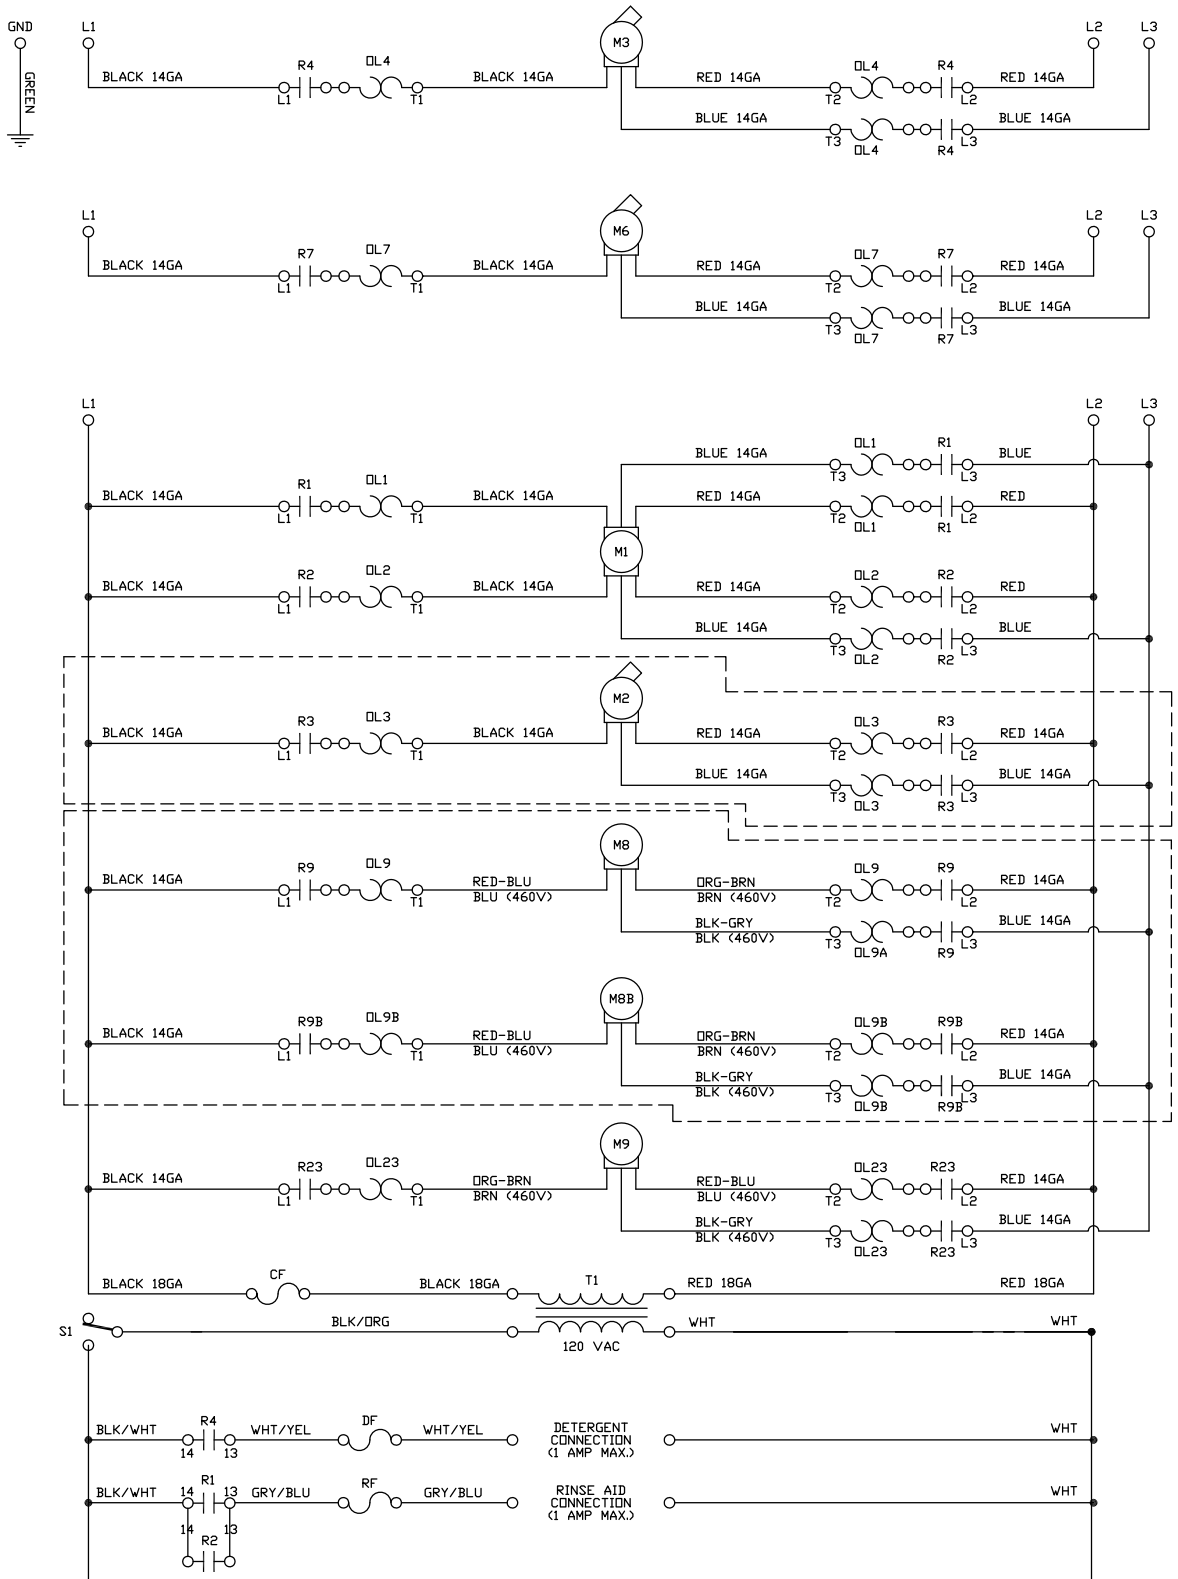 GND
GREEN
L1
BLACK 14GA
L1
R4
OL4
T1
BLACK 14GA
M3
RED 14GA
T2
OL4
R4
L2
RED 14GA
L2
L3
BLUE 14GA
T3
OL4
R4
L3
BLUE 14GA
L1
BLACK 14GA
L1
R7
OL7
T1
BLACK 14GA
M6
RED 14GA
T2
OL7
R7
L2
RED 14GA
L2
L3
BLUE 14GA
T3
OL7
R7
L3
BLUE 14GA
L1
L2
L3
BLUE 14GA
T3
OL1
R1
L3
BLUE
BLACK 14GA
L1
R1
OL1
T1
BLACK 14GA
RED 14GA
T2
OL1
R1
L2
RED
M1
BLACK 14GA
L1
R2
OL2
T1
BLACK 14GA
RED 14GA
T2
OL2
R2
L2
RED
BLUE 14GA
T3
OL2
R2
L3
BLUE
M2
BLACK 14GA
L1
R3
OL3
T1
BLACK 14GA
RED 14GA
T2
OL3
R3
L2
RED 14GA
BLUE 14GA
T3
OL3
R3
L3
BLUE 14GA
M8
BLACK 14GA
L1
R9
OL9
T1
RED-BLU
BLU (460V)
ORG-BRN
BRN (460V)
T2
OL9
R9
L2
RED 14GA
BLK-GRY
BLK (460V)
T3
OL9A
R9
L3
BLUE 14GA
M8B
BLACK 14GA
L1
R9B
OL9B
T1
RED-BLU
BLU (460V)
ORG-BRN
BRN (460V)
T2
OL9B
R9B
L2
RED 14GA
BLK-GRY
BLK (460V)
T3
OL9B
R9B
L3
BLUE 14GA
M9
BLACK 14GA
L1
R23
OL23
T1
ORG-BRN
BRN (460V)
RED-BLU
BLU (460V)
T2
OL23
R23
L2
RED 14GA
BLK-GRY
BLK (460V)
T3
OL23
R23
L3
BLUE 14GA
BLACK 18GA
CF
BLACK 18GA
T1
RED 18GA
RED 18GA
S1
BLK/ORG
120 VAC
WHT
WHT
BLK/WHT
14
R4
13
WHT/YEL
DF
WHT/YEL
DETERGENT
CONNECTION
(1 AMP MAX.)
WHT
BLK/WHT
14
R1
13
GRY/BLU
RF
GRY/BLU
RINSE AID
CONNECTION
(1 AMP MAX.)
WHT
14
R2
13